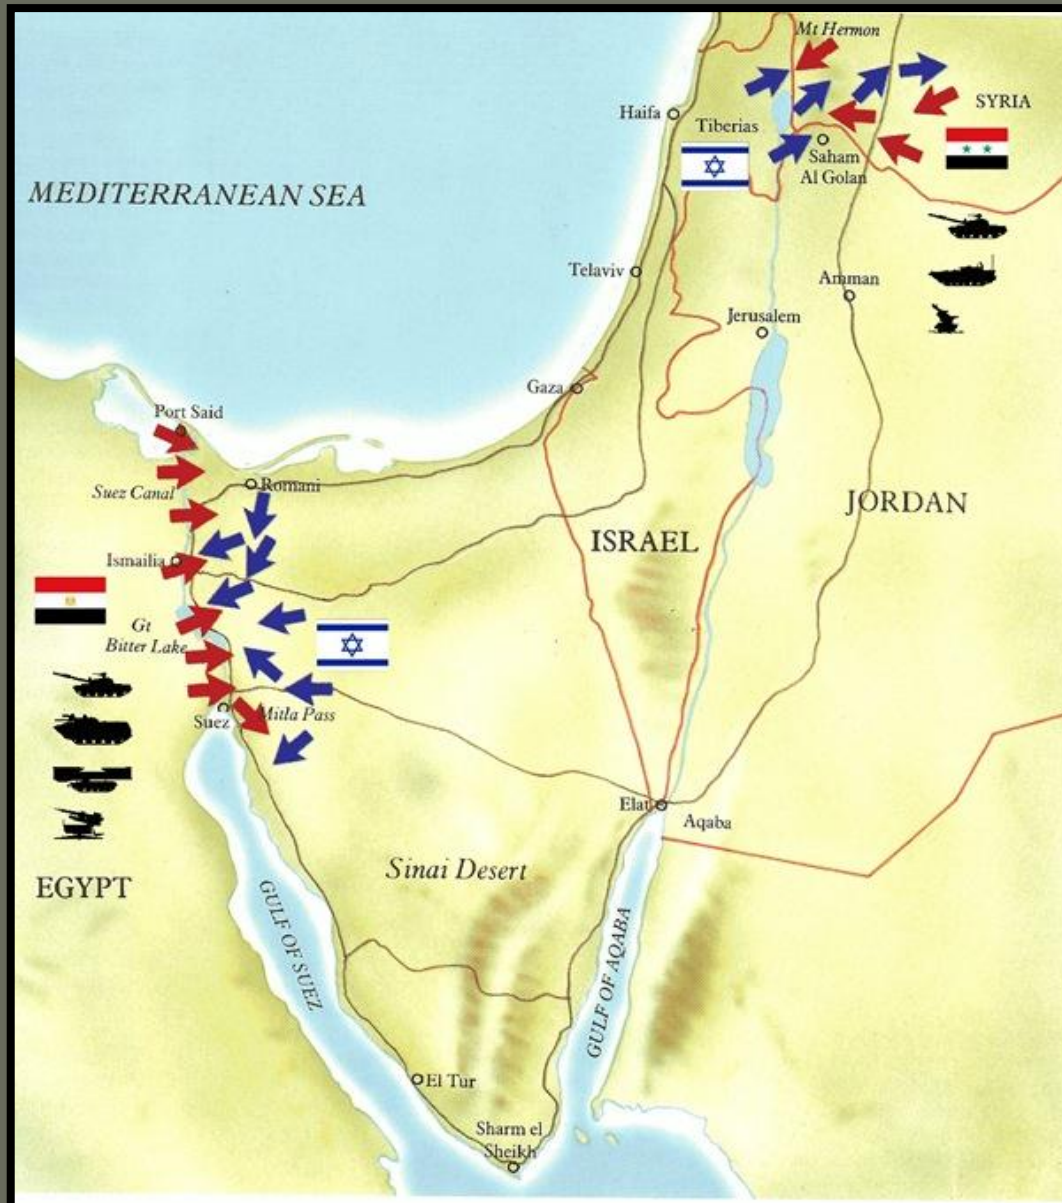 Mt Hermon
SYRIA
Haifa
Tiberias
Saham
Al Golan
MEDITERRANEAN SEA
Telaviv
Amman
Jerusalem
Gaza
Port Said
Suez Canal
Romani
JORDAN
ISRAEL
Ismailia
Gt
Bitter Lake
Mitla Pass
Suez
Elat
Aqaba
Sinai Desert
EGYPT
GULF OF SUEZ
GULF OF AQABA
El Tur
Sharm el
Sheikh